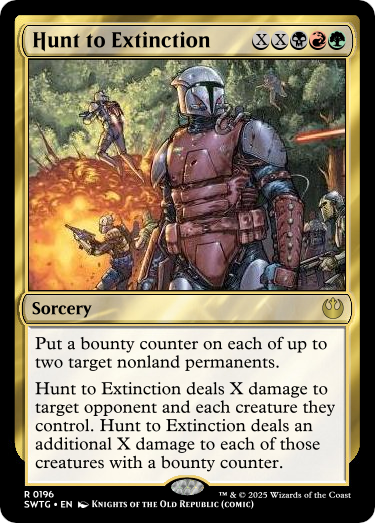 Hunt to Extinction XXBRG
Sorcery
Put a bounty counter on each of up to
two target nonland permanents.
Hunt to Extinction deals X damage to
target opponent and each creature they
control. Hunt to Extinction deals an
additional X damage to each of those
creatures with a bounty counter.
R 0196
SWTG • EN Knights of the Old Republic (comic)
™ & © 2025 Wizards of the Coast